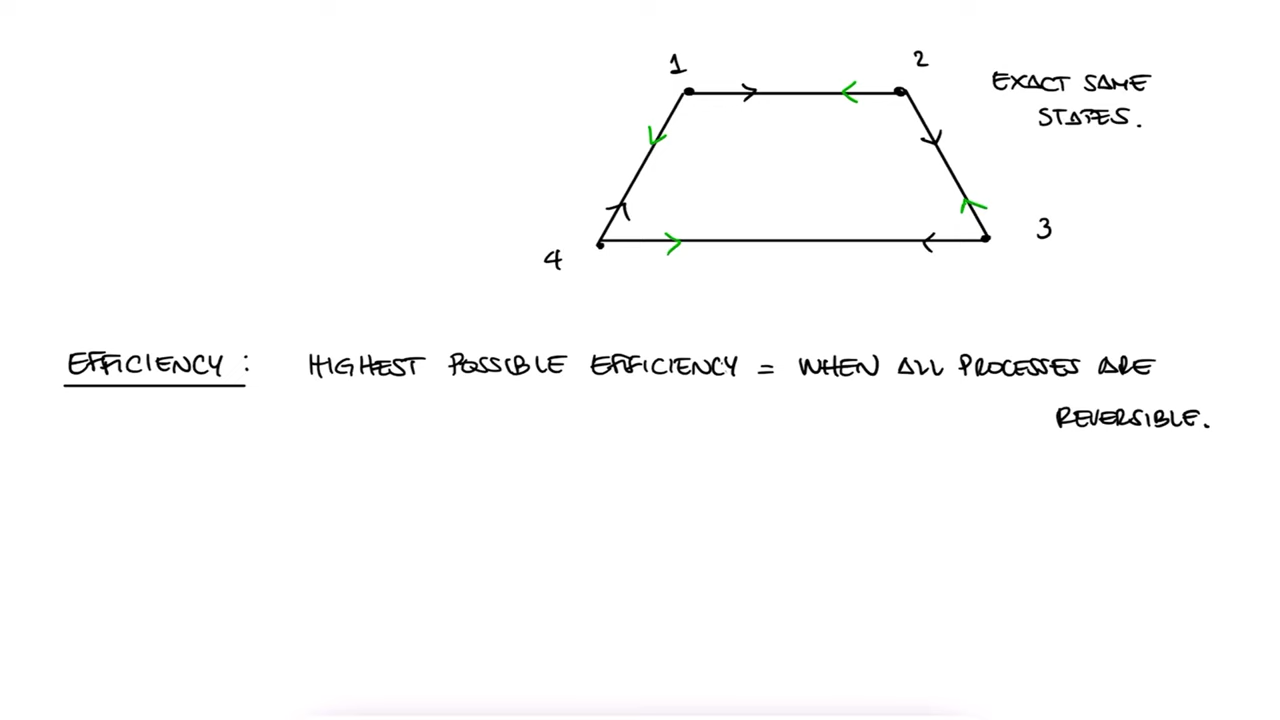 1
2
EXACT SAME
STATES.
3
4
EFFICIENCY: HIGHEST POSSIBLE EFFICIENCY = WHEN ALL PROCESSES ARE
REVERSIBLE.